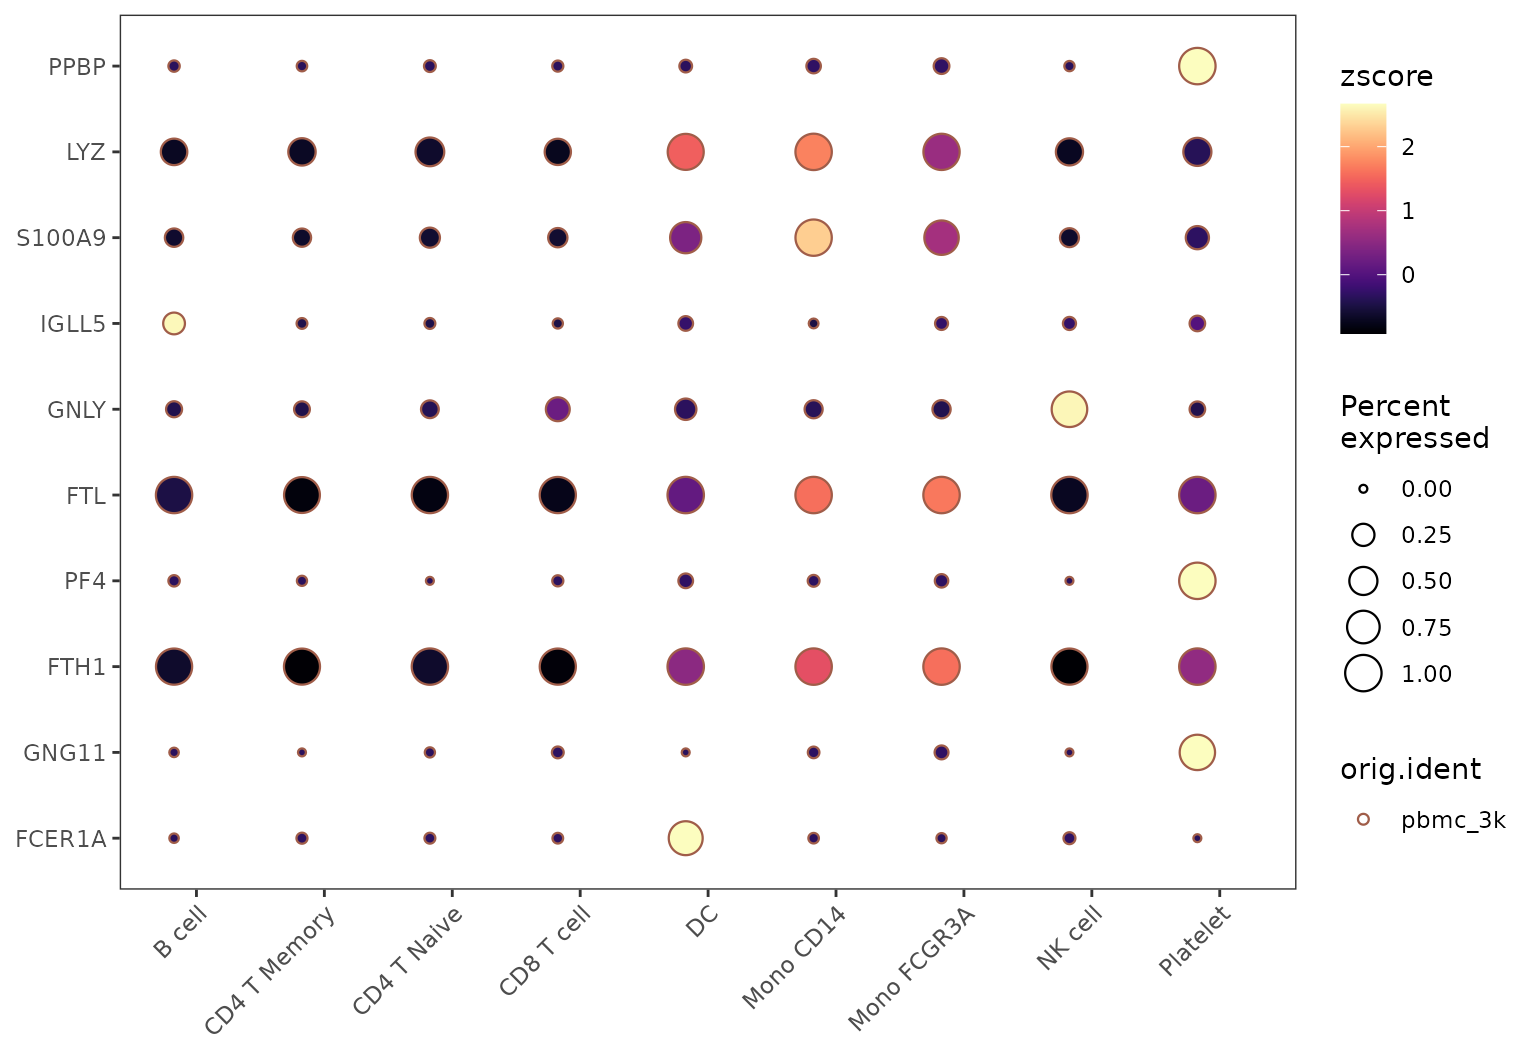 PPBP
LYZ
S100A9
IGLL5
GNLY
FTL
PF4
FTH1
GNG11
FCER1A
B cell
CD4 T Memory
CD4 T Naive
CD8 T cell
DC
Mono CD14
Mono FCGR3A
NK cell
Platelet
zscore
2
1
0
Percent
expressed
0.00
0.25
0.50
0.75
1.00
orig.ident
pbmc_3k